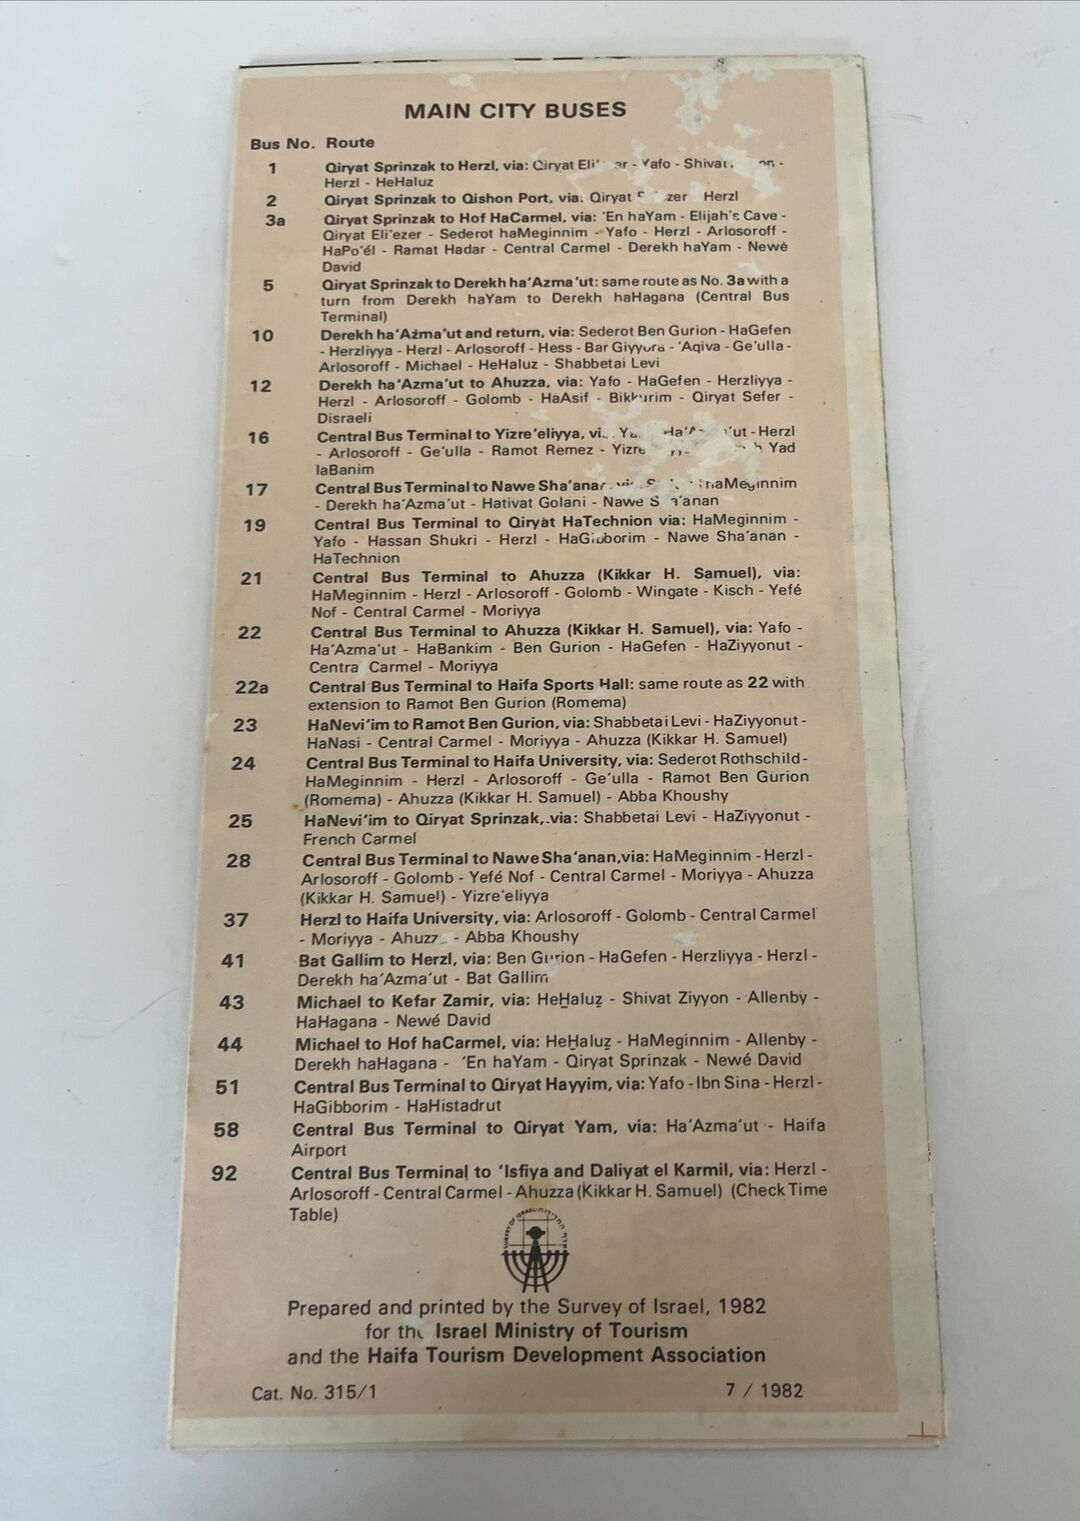 MAIN CITY BUSES
Bus No. Route
1 Qiryat Sprinzak to Herzl, via: Qiryat - Yafo -
Herzl - HeHaluz
2 Qiryat Sprinzak to Qishon Port, via: Qiryat Herzl
3a Qiryat Sprinzak to Hof HaCarmel, via: 'En haYam - Elijah's Cave -
Qiryat Eli'ezer - Sederot haMeginnim - Yafo - Herzl - Arlosoroff -
HaPo'él - Ramat Hadar - Central Carmel - Derekh haYam - Newé
David
5 Qiryat Sprinzak to Derekh ha'Azma'ut: same route as No. 3a with a
turn from Derekh haYam to Derekh haHagana (Central Bus
Terminal)
10 Derekh ha'Azma'ut and return, via: Sederot Ben Gurion - HaGefen
- Herzliyya - Herzl - Arlosoroff - Hess - Bar Giyyora - 'Aqiva - Ge'ulla -
Arlosoroff - Michael - HeHaluz - Shabbetai Levi
12 Derekh ha'Azma'ut to Ahuzza, via: Yafo - HaGefen - Herzliyya -
Herzl - Arlosoroff - Golomb - HaAsif - Bikkurim - Qiryat Sefer -
Disraeli
16 Central Bus Terminal to Yizre'eliyya, - Herzl
- Arlosoroff - Ge'ulla - Ramot Remez - Yad
laBanim
17 Central Bus Terminal to Nawe Sha'anan haMeginnim
- Derekh ha'Azma'ut - Hativat Golani - Nawe Sha'anan
19 Central Bus Terminal to Qiryat HaTechnion via: HaMeginnim -
Yafo - Hassan Shukri - Herzl - HaGibborim - Nawe Sha'anan -
HaTechnion
21 Central Bus Terminal to Ahuzza (Kikkar H. Samuel), via:
HaMeginnim - Herzl - Arlosoroff - Golomb - Wingate - Kisch - Yefé
Nof - Central Carmel - Moriyya
22 Central Bus Terminal to Ahuzza (Kikkar H. Samuel), via: Yafo -
Ha'Azma'ut - HaBankim - Ben Gurion - HaGefen - HaZiyyonut -
Central Carmel - Moriyya
22a Central Bus Terminal to Haifa Sports Hall: same route as 22 with
extension to Ramot Ben Gurion (Romema)
23 HaNevi'im to Ramot Ben Gurion, via: Shabbetai Levi - HaZiyyonut -
HaNasi - Central Carmel - Moriyya - Ahuzza (Kikkar H. Samuel)
24 Central Bus Terminal to Haifa University, via: Sederot Rothschild -
HaMeginnim - Herzl - Arlosoroff - Ge'ulla - Ramot Ben Gurion
(Romema) - Ahuzza (Kikkar H. Samuel) - Abba Khoushy
25 HaNevi'im to Qiryat Sprinzak, via: Shabbetai Levi - HaZiyyonut -
French Carmel
28 Central Bus Terminal to Nawe Sha'anan, via: HaMeginnim - Herzl -
Arlosoroff - Golomb - Yefé Nof - Central Carmel - Moriyya - Ahuzza
(Kikkar H. Samuel) - Yizre'eliyya
37 Herzl to Haifa University, via: Arlosoroff - Golomb - Central Carmel
- Moriyya - Ahuzza - Abba Khoushy
41 Bat Gallim to Herzl, via: Ben Gurion - HaGefen - Herzliyya - Herzl -
Derekh ha'Azma'ut - Bat Gallim
43 Michael to Kefar Zamir, via: HeHaluz - Shivat Ziyyon - Allenby -
HaHagana - Newé David
44 Michael to Hof haCarmel, via: HeHaluz - HaMeginnim - Allenby -
Derekh haHagana - 'En haYam - Qiryat Sprinzak - Newé David
51 Central Bus Terminal to Qiryat Hayyim, via: Yafo - Ibn Sina - Herzl -
HaGibborim - HaHistadrut
58 Central Bus Terminal to Qiryat Yam, via: Ha'Azma'ut - Haifa
Airport
92 Central Bus Terminal to 'Isfiya and Daliyat el Karmil, via: Herzl -
Arlosoroff - Central Carmel - Ahuzza (Kikkar H. Samuel) (Check Time
Table)
Prepared and printed by the Survey of Israel, 1982
for the Israel Ministry of Tourism
and the Haifa Tourism Development Association
Cat. No. 315/1 7 / 1982